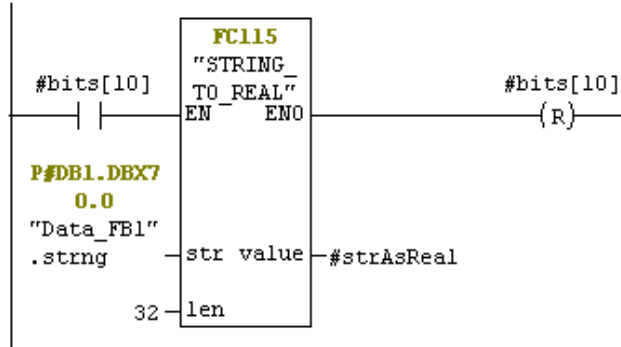 FC115
"STRING_
TO_REAL"
#bits[10]
#bits[10]
EN ENO
(R)
P#DB1.DBX7
0.0
"Data_FB1"
.strng
str value
#strAsReal
32
len